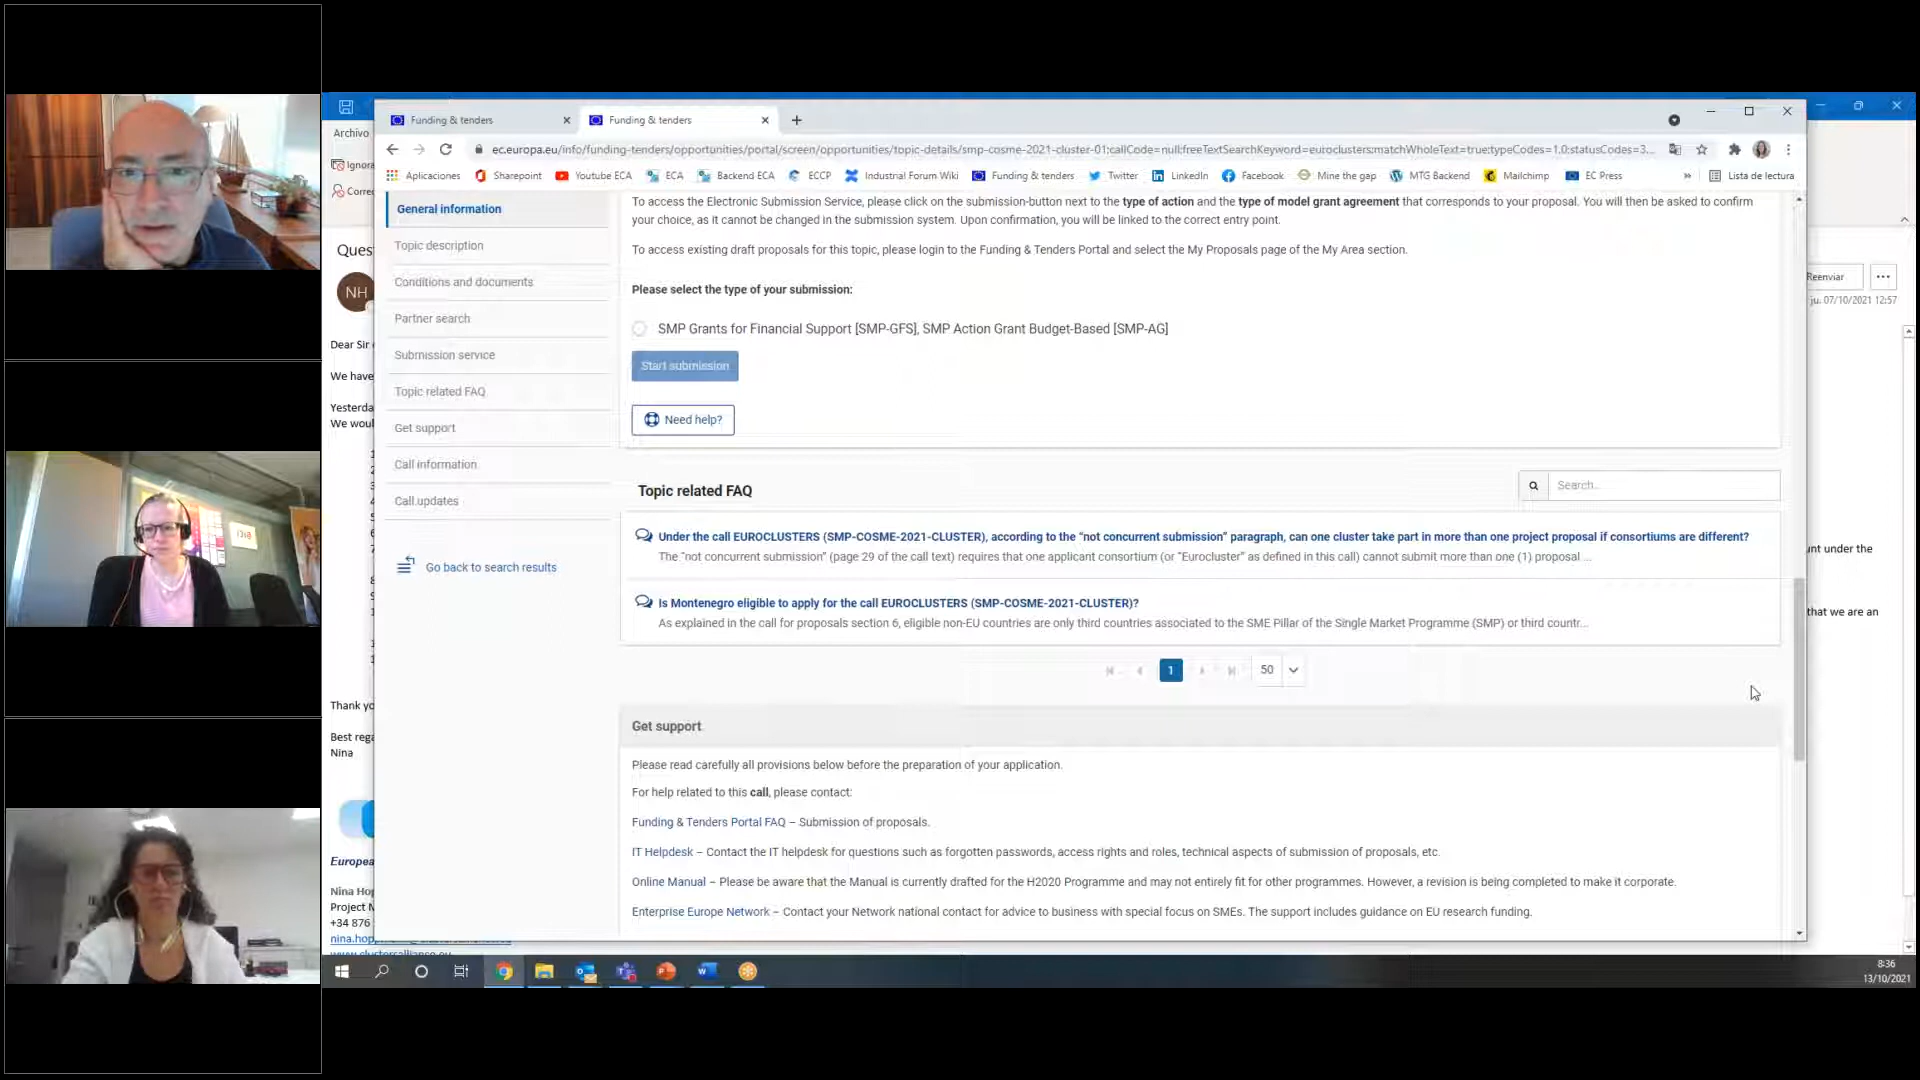 Funding & tenders
Funding & tenders
ec.europa.eu/info/funding-tenders/opportunities/portal/screen/opportunities/topic-details/smp-cosme-2021-cluster-01;callCode=null;freeTextSearchKeyword=euroclusters;matchWholeText=true;typeCodes=1,0;statusCodes=3...
Aplicaciones Sharepoint Youtube ECA ECA Backend ECA ECCP Industrial Forum Wiki Funding & tenders Twitter LinkedIn Facebook Mine the gap MTG Backend Mailchimp EC Press » Lista de lectura
Archivo
Ignora
Correo
General information
Topic description
Conditions and documents
Partner search
Submission service
Topic related FAQ
Get support
Call information
Call updates
Go back to search results
To access the Electronic Submission Service, please click on the submission-button next to the type of action and the type of model grant agreement that corresponds to your proposal. You will then be asked to confirm
your choice, as it cannot be changed in the submission system. Upon confirmation, you will be linked to the correct entry point.
To access existing draft proposals for this topic, please login to the Funding & Tenders Portal and select the My Proposals page of the My Area section.
Please select the type of your submission:
SMP Grants for Financial Support [SMP-GFS], SMP Action Grant Budget-Based [SMP-AG]
Start submission
Need help?
Topic related FAQ
Search...
Under the call EUROCLUSTERS (SMP-COSME-2021-CLUSTER), according to the “not concurrent submission” paragraph, can one cluster take part in more than one project proposal if consortiums are different?
The “not concurrent submission” (page 29 of the call text) requires that one applicant consortium (or “Eurocluster” as defined in this call) cannot submit more than one (1) proposal ...
Is Montenegro eligible to apply for the call EUROCLUSTERS (SMP-COSME-2021-CLUSTER)?
As explained in the call for proposals section 6, eligible non-EU countries are only third countries associated to the SME Pillar of the Single Market Programme (SMP) or third countr...
1
50
Get support
Please read carefully all provisions below before the preparation of your application.
For help related to this call, please contact:
Funding & Tenders Portal FAQ – Submission of proposals.
IT Helpdesk – Contact the IT helpdesk for questions such as forgotten passwords, access rights and roles, technical aspects of submission of proposals, etc.
Online Manual – Please be aware that the Manual is currently drafted for the H2020 Programme and may not entirely fit for other programmes. However, a revision is being completed to make it corporate.
Enterprise Europe Network – Contact your Network national contact for advice to business with special focus on SMEs. The support includes guidance on EU research funding.
Ques
NH
Dear Sir
We have
Yesterda
We woul
Thank yo
Best rega
Nina
Europea
Nina Hop
Project M
+34 876
Reenviar
ju. 07/10/2021 12:57
unt under the
that we are an
8:36
13/10/2021